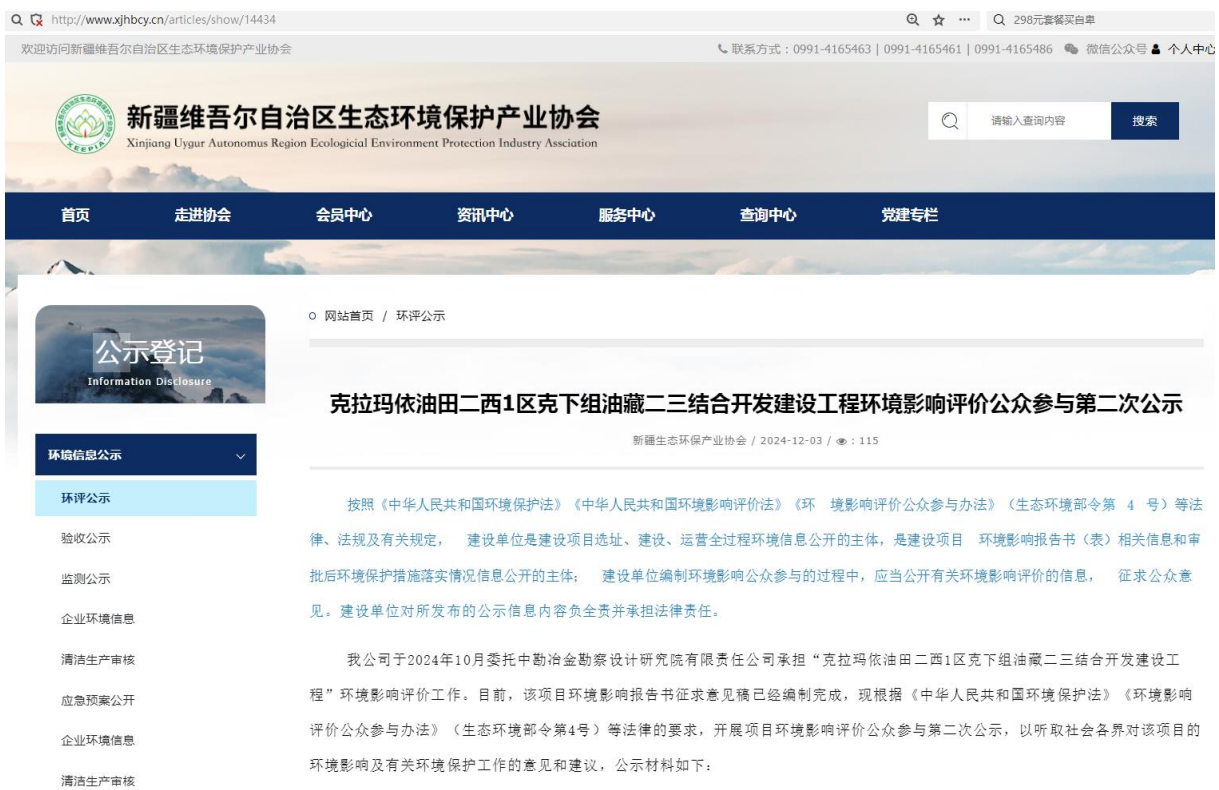 http://www.xjhbcy.cn/articles/show/14434
298元套餐买自卑
欢迎访问新疆维吾尔自治区生态环境保护产业协会
联系方式：0991-4165463 | 0991-4165461 | 0991-4165486 微信公众号 个人中心
新疆维吾尔自治区生态环境保护产业协会
Xinjiang Uygur Autonomus Region Ecologicial Environment Protection Industry Assciation
XEEPIA
请输入查询内容 搜索
首页 走进协会 会员中心 资讯中心 服务中心 查询中心 党建专栏
公示登记
Information Disclosure
网站首页 / 环评公示
克拉玛依油田二西1区克下组油藏二三结合开发建设工程环境影响评价公众参与第二次公示
新疆生态环保产业协会 / 2024-12-03 / ：115
环境信息公示
环评公示
验收公示
监测公示
企业环境信息
清洁生产审核
应急预案公开
企业环境信息
清洁生产审核
按照《中华人民共和国环境保护法》《中华人民共和国环境影响评价法》《环 境影响评价公众参与办法》（生态环境部令第 4 号）等法
律、法规及有关规定， 建设单位是建设项目选址、建设、运营全过程环境信息公开的主体，是建设项目 环境影响报告书（表）相关信息和审
批后环境保护措施落实情况信息公开的主体； 建设单位编制环境影响公众参与的过程中，应当公开有关环境影响评价的信息， 征求公众意
见。建设单位对所发布的公示信息内容负全责并承担法律责任。
我公司于2024年10月委托中勘冶金勘察设计研究院有限责任公司承担“克拉玛依油田二西1区克下组油藏二三结合开发建设工
程”环境影响评价工作。目前，该项目环境影响报告书征求意见稿已经编制完成，现根据《中华人民共和国环境保护法》《环境影响
评价公众参与办法》（生态环境部令第4号）等法律的要求，开展项目环境影响评价公众参与第二次公示，以听取社会各界对该项目的
环境影响及有关环境保护工作的意见和建议，公示材料如下：